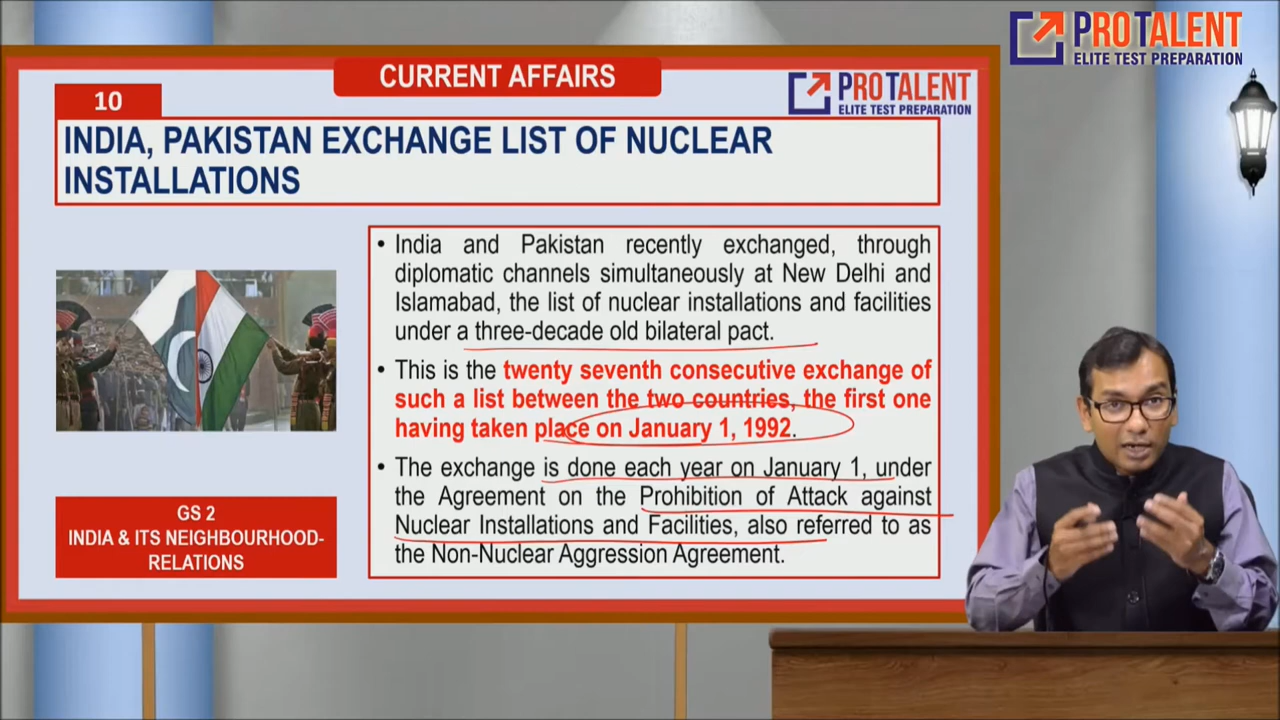 PROTALENT
ELITE TEST PREPARATION
CURRENT AFFAIRS
PROTALENT
ELITE TEST PREPARATION
10
INDIA, PAKISTAN EXCHANGE LIST OF NUCLEAR
INSTALLATIONS
• India and Pakistan recently exchanged, through
diplomatic channels simultaneously at New Delhi and
Islamabad, the list of nuclear installations and facilities
under a three-decade old bilateral pact.
• This is the twenty seventh consecutive exchange of
such a list between the two countries, the first one
having taken place on January 1, 1992.
• The exchange is done each year on January 1, under
the Agreement on the Prohibition of Attack against
Nuclear Installations and Facilities, also referred to as
the Non-Nuclear Aggression Agreement.
GS 2
INDIA & ITS NEIGHBOURHOOD-
RELATIONS